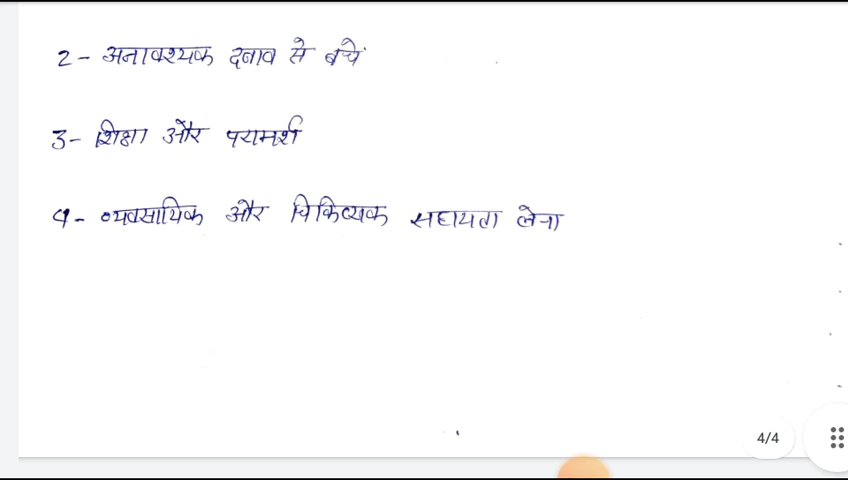 2- अनावश्यक दबाव से बचें
3- शिक्षा और परामर्श
4- व्यवसायिक और चिकित्सक सहायता लेना
4/4